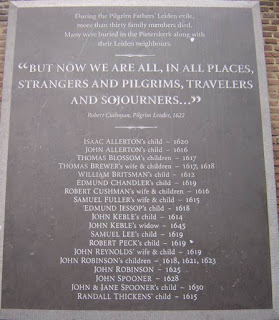 During the Pilgrim Fathers' Leiden exile,
more than thirty family members died.
Many were buried in the Pieterskerk along with
their Leiden neighbours.
"BUT NOW WE ARE ALL, IN ALL PLACES,
STRANGERS AND PILGRIMS, TRAVELERS
AND SOJOURNERS..."
Robert Cushman, Pilgrim Leader, 1622
ISAAC ALLERTON'S child – 1620
JOHN ALLERTON'S child – 1616
THOMAS BLOSSOM'S children – 1617
THOMAS BREWER'S wife & children – 1617, 1618
WILLIAM BRITSMAN'S child – 1612
EDMUND CHANDLER'S child – 1619
ROBERT CUSHMAN'S wife & children – 1616
SAMUEL FULLER'S wife & child – 1615
EDMUND JESSOP'S child – 1618
JOHN KEBLE'S child – 1614
JOHN KEBLE'S widow – 1645
SAMUEL LEE'S child – 1619
ROBERT PECK'S child – 1619
JOHN REYNOLDS' wife & child – 1619
JOHN ROBINSON'S children – 1618, 1621, 1623
JOHN ROBINSON – 1625
JOHN SPOONER – 1628
JOHN & JANE SPOONER'S child – 1630
RANDALL THICKENS' child – 1615